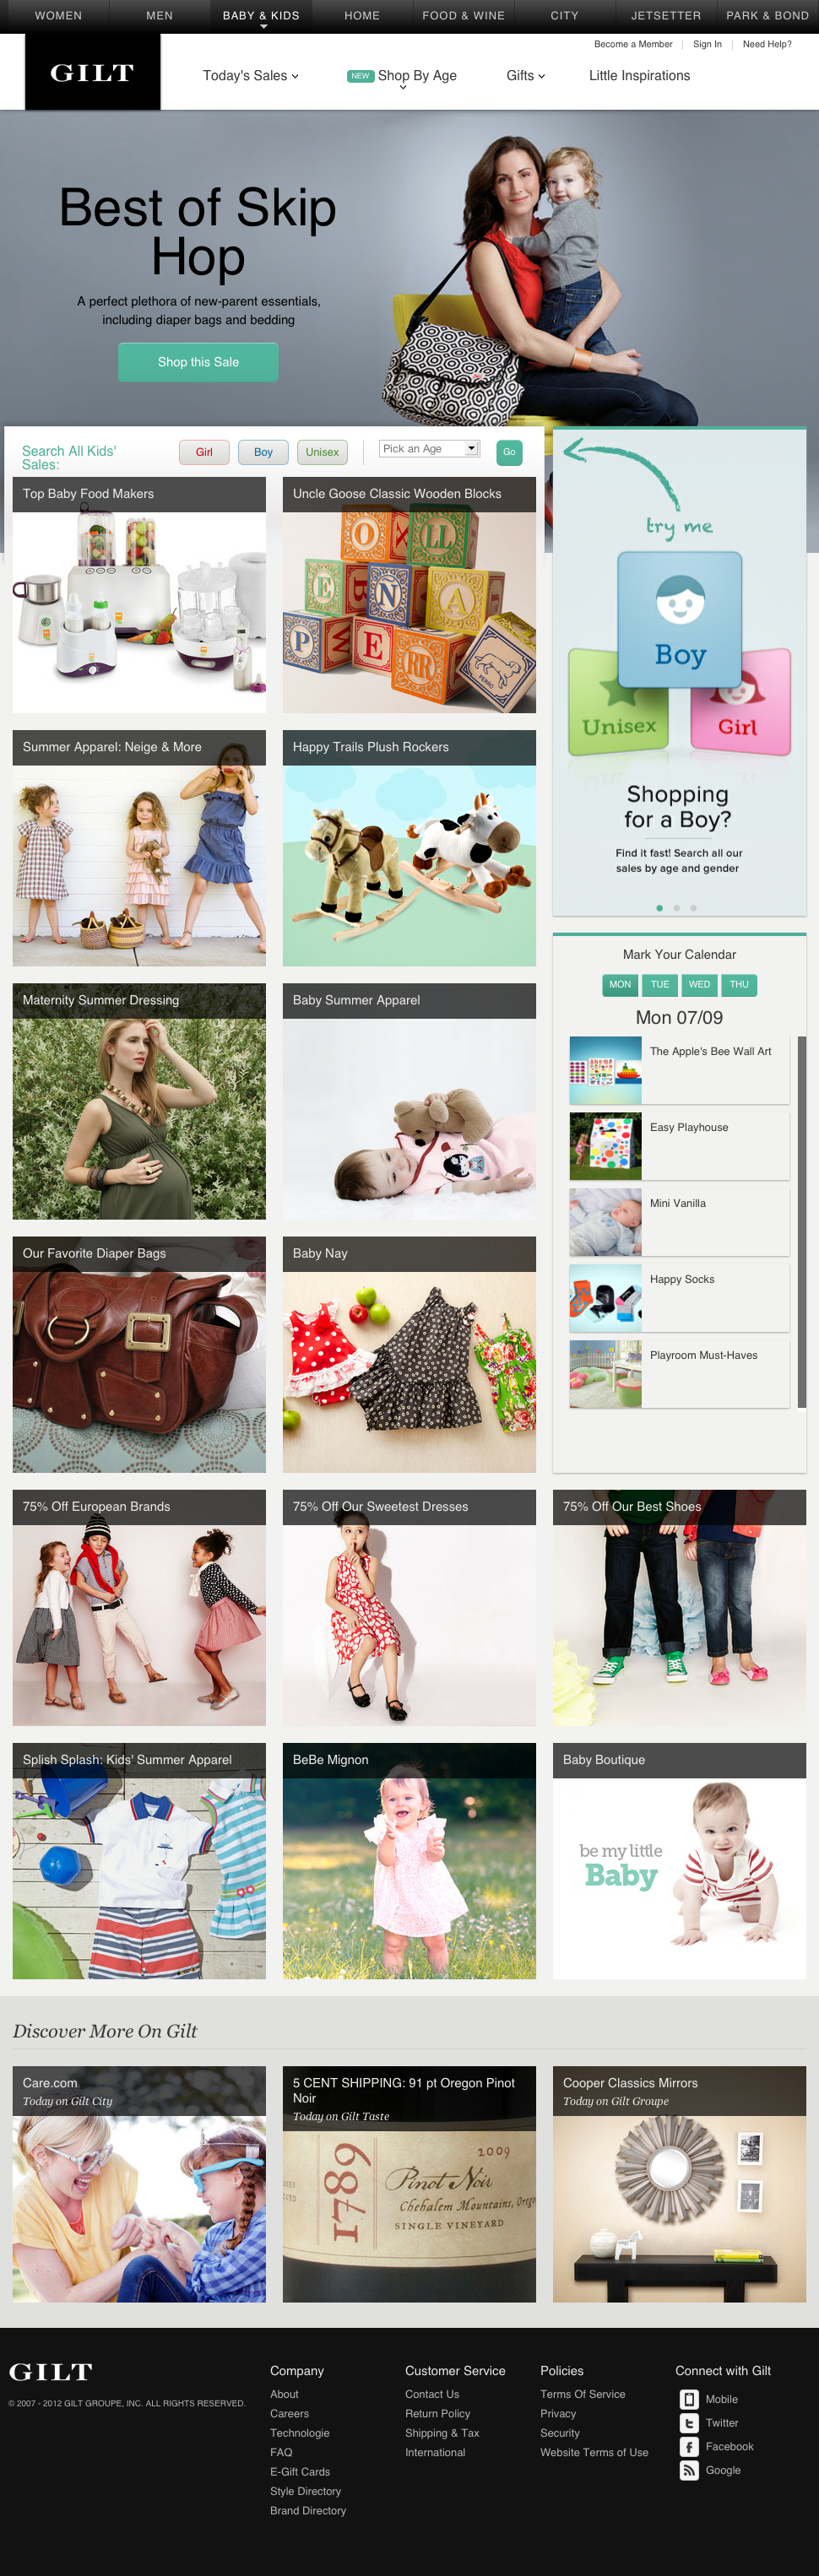 WOMEN MEN BABY & KIDS HOME FOOD & WINE CITY JETSETTER PARK & BOND
Become a Member Sign In Need Help?
GILT
Today's Sales NEW Shop By Age Gifts Little Inspirations
Best of Skip
Hop
A perfect plethora of new-parent essentials,
including diaper bags and bedding
Shop this Sale
Search All Kids'
Sales:
Girl Boy Unisex Pick an Age Go
Top Baby Food Makers
Uncle Goose Classic Wooden Blocks
O LL
E N A
P W E RR
PERRO
try me
Boy
Unisex
Girl
Shopping
for a Boy?
Find it fast! Search all our
sales by age and gender
Summer Apparel: Neige & More
Happy Trails Plush Rockers
Mark Your Calendar
MON TUE WED THU
Mon 07/09
The Apple's Bee Wall Art
Easy Playhouse
Mini Vanilla
Happy Socks
Playroom Must-Haves
Maternity Summer Dressing
Baby Summer Apparel
Our Favorite Diaper Bags
Baby Nay
75% Off European Brands
75% Off Our Sweetest Dresses
75% Off Our Best Shoes
Splish Splash: Kids' Summer Apparel
BeBe Mignon
Baby Boutique
be my little
Baby
Discover More On Gilt
Care.com
Today on Gilt City
5 CENT SHIPPING: 91 pt Oregon Pinot
Noir
Today on Gilt Taste
2009
1789
Pinot Noir
Chehalem Mountains, Orego
SINGLE VINEYARD
Cooper Classics Mirrors
Today on Gilt Groupe
GILT
© 2007 - 2012 GILT GROUPE, INC. ALL RIGHTS RESERVED.
Company
About
Careers
Technologie
FAQ
E-Gift Cards
Style Directory
Brand Directory
Customer Service
Contact Us
Return Policy
Shipping & Tax
International
Policies
Terms Of Service
Privacy
Security
Website Terms of Use
Connect with Gilt
Mobile
Twitter
Facebook
Google